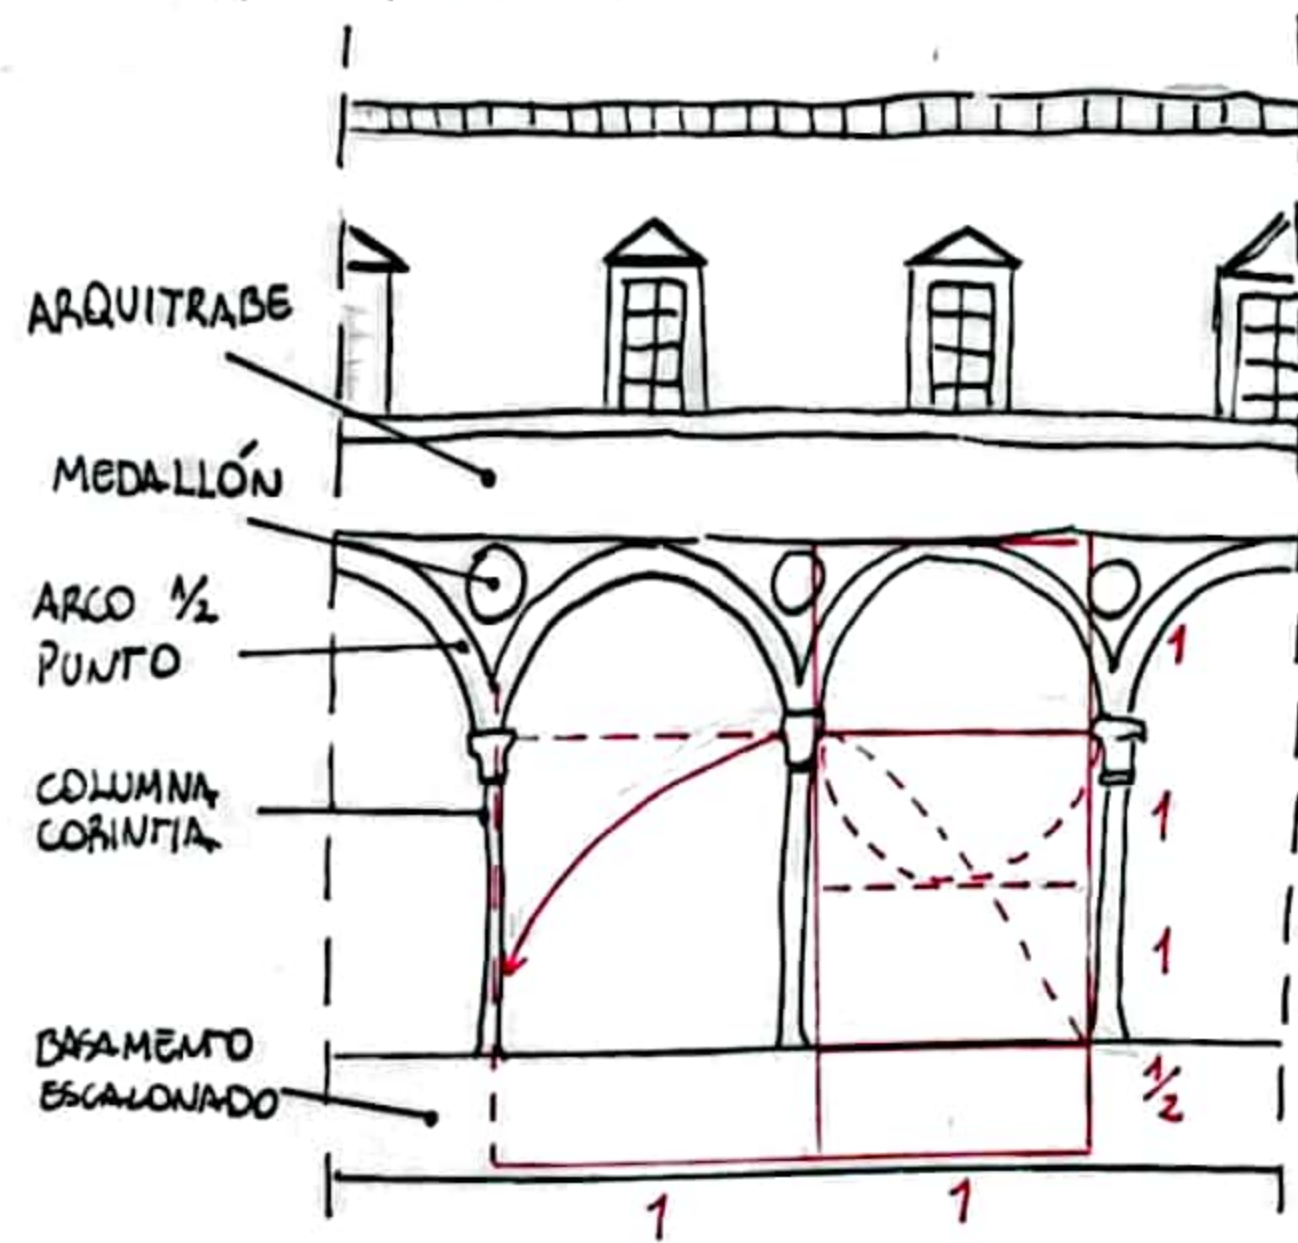 ARQUITRABE
MEDALLÓN
ARCO 1/2
PUNTO
COLUMNA
CORINTIA
BASAMENTO
ESCALONADO
1
1
1
1/2
1
1